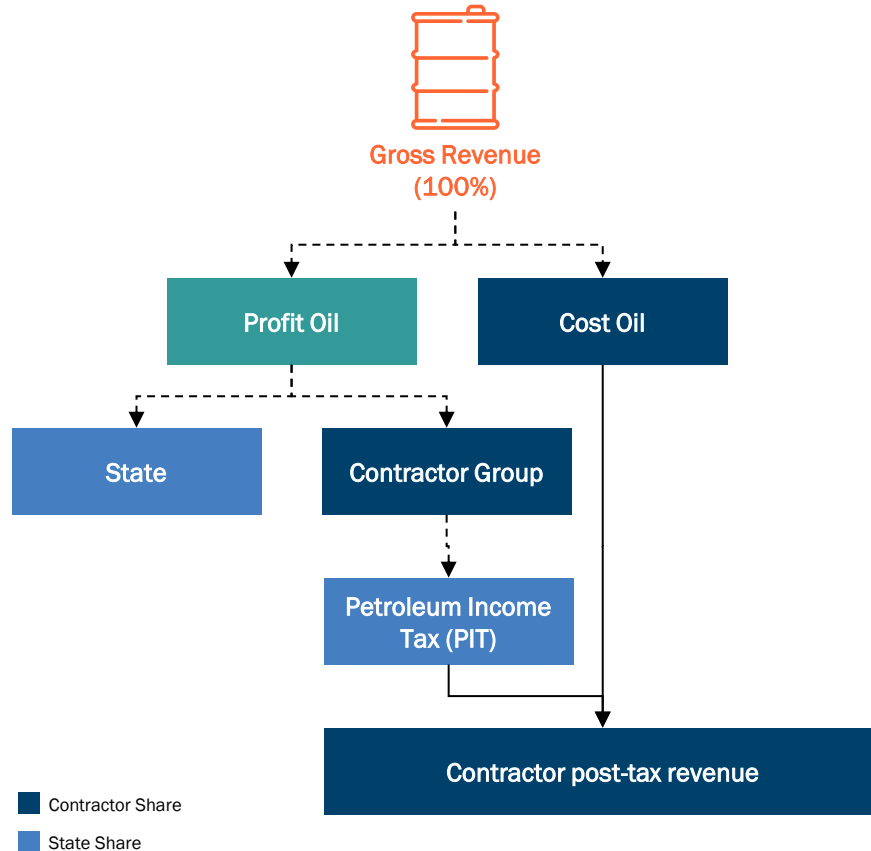 Gross Revenue
(100%)
Profit Oil
Cost Oil
State
Contractor Group
Petroleum Income
Tax (PIT)
Contractor post-tax revenue
Contractor Share
State Share